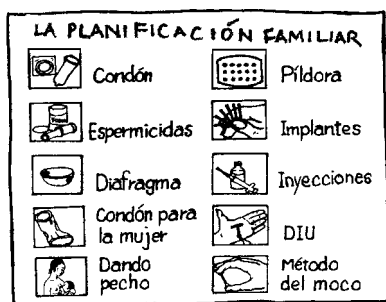 LA PLANIFICACIÓN FAMILIAR
Condón
Píldora
Espermicidas
Implantes
Diafragma
Inyecciones
Condón para
la mujer
DIU
Dando
pecho
Método
del moco